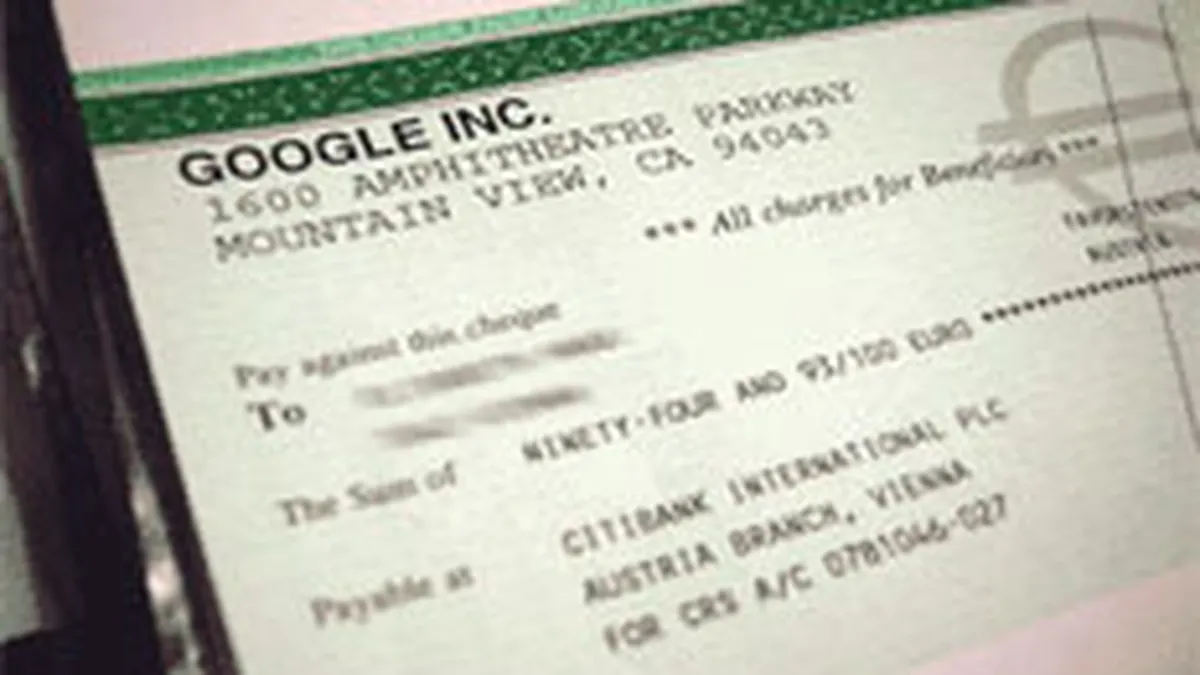 GOOGLE INC.
1600 AMPHITHEATRE PARKWAY
MOUNTAIN VIEW, CA 94043
*** All charges for Beneficiary ***
AUSTRIA
Pay against this cheque
To
The Sum of NINETY-FOUR AND 93/100 EURO ********************
Payable at CITIBANK INTERNATIONAL PLC
AUSTRIA BRANCH, VIENNA
FOR CRS A/C 0781046-027